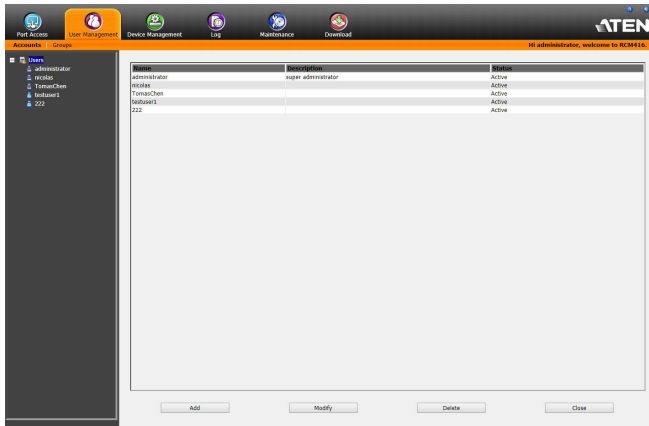 Port Access User Management Device Management Log Maintenance Download ATEN
Accounts Groups Hi administrator, welcome to RCM416.
Users
administrator
nicolas
TomasChen
testuser1
222
Name Description Status
administrator super administrator Active
nicolas Active
TomasChen Active
testuser1 Active
222 Active
Add Modify Delete Close